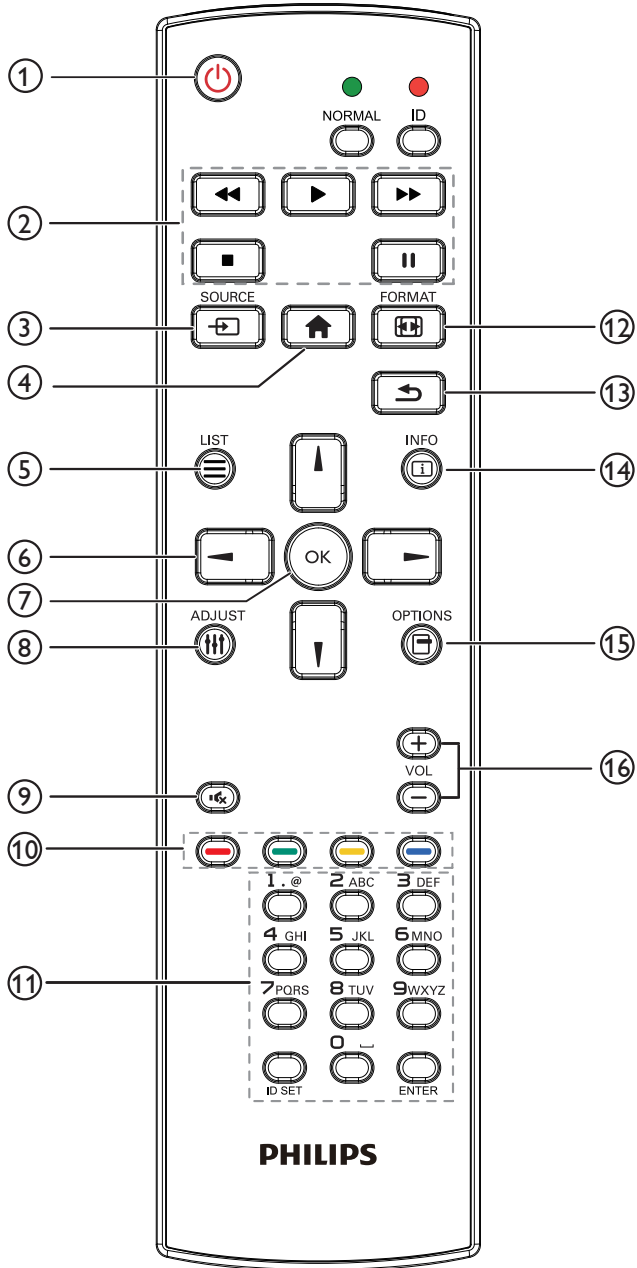 1
NORMAL ID
2
SOURCE FORMAT
3 12
4
13
LIST INFO
5 i 14
6
OK
7
ADJUST OPTIONS
8 15
+
VOL 16
9 −
10
1 . @ 2 ABC 3 DEF
4 GHI 5 JKL 6 MNO
11
7 PQRS 8 TUV 9 WXYZ
0 ⎵
ID SET ENTER
PHILIPS